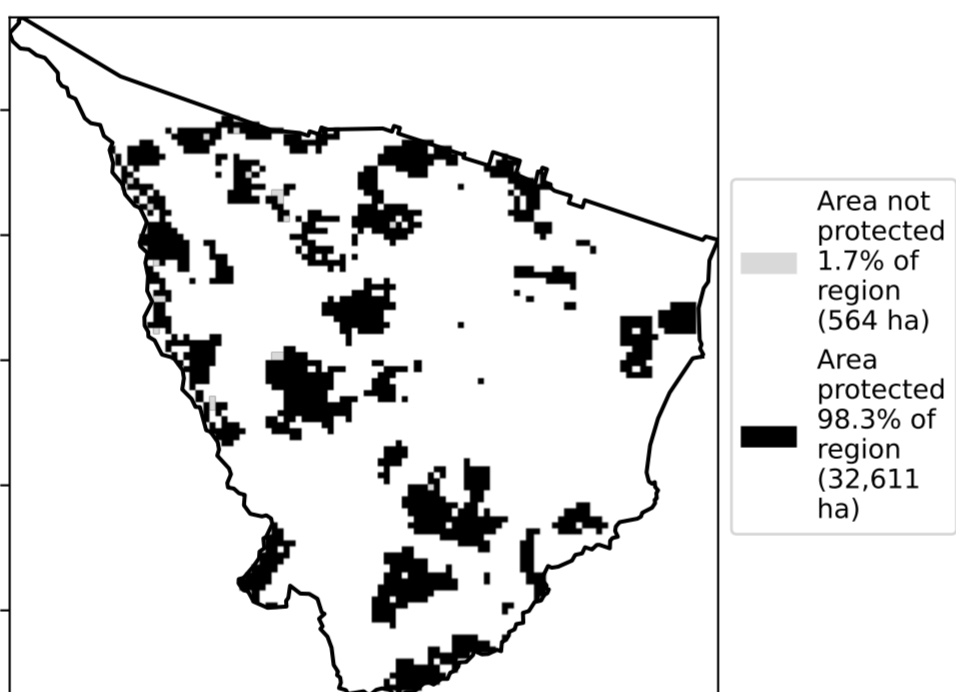 Area not
protected
1.7% of
region
(564 ha)
Area
protected
98.3% of
region
(32,611
ha)